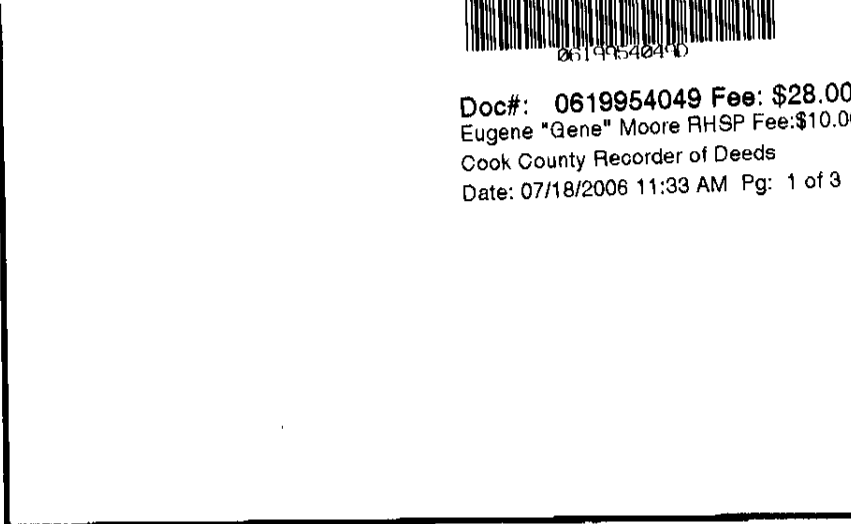 0619954049D
Doc#: 0619954049 Fee: $28.00
Eugene "Gene" Moore RHSP Fee:$10.0
Cook County Recorder of Deeds
Date: 07/18/2006 11:33 AM Pg: 1 of 3